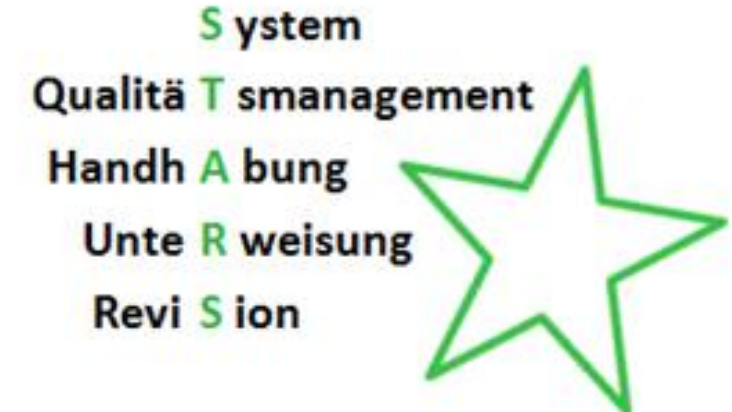 S ystem
Qualitä T smanagement
Handh A bung
Unte R weisung
Revi S ion